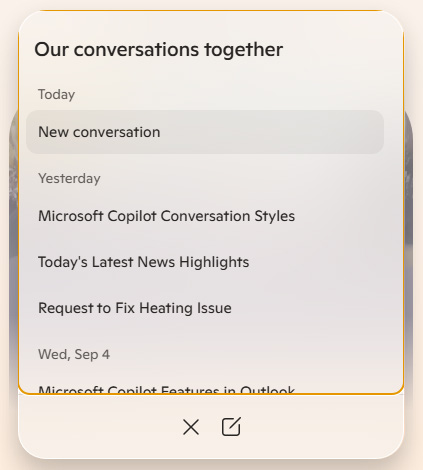 Our conversations together
Today
New conversation
Yesterday
Microsoft Copilot Conversation Styles
Today's Latest News Highlights
Request to Fix Heating Issue
Wed, Sep 4
Microsoft Copilot Features in Outlook